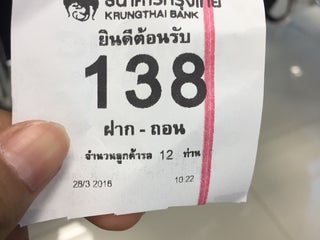 ธนาคารกรุงไทย
KRUNGTHAI BANK
ยินดีต้อนรับ
138
ฝาก - ถอน
จำนวนลูกค้ารอ 12 ท่าน
28/3 2016 10:22